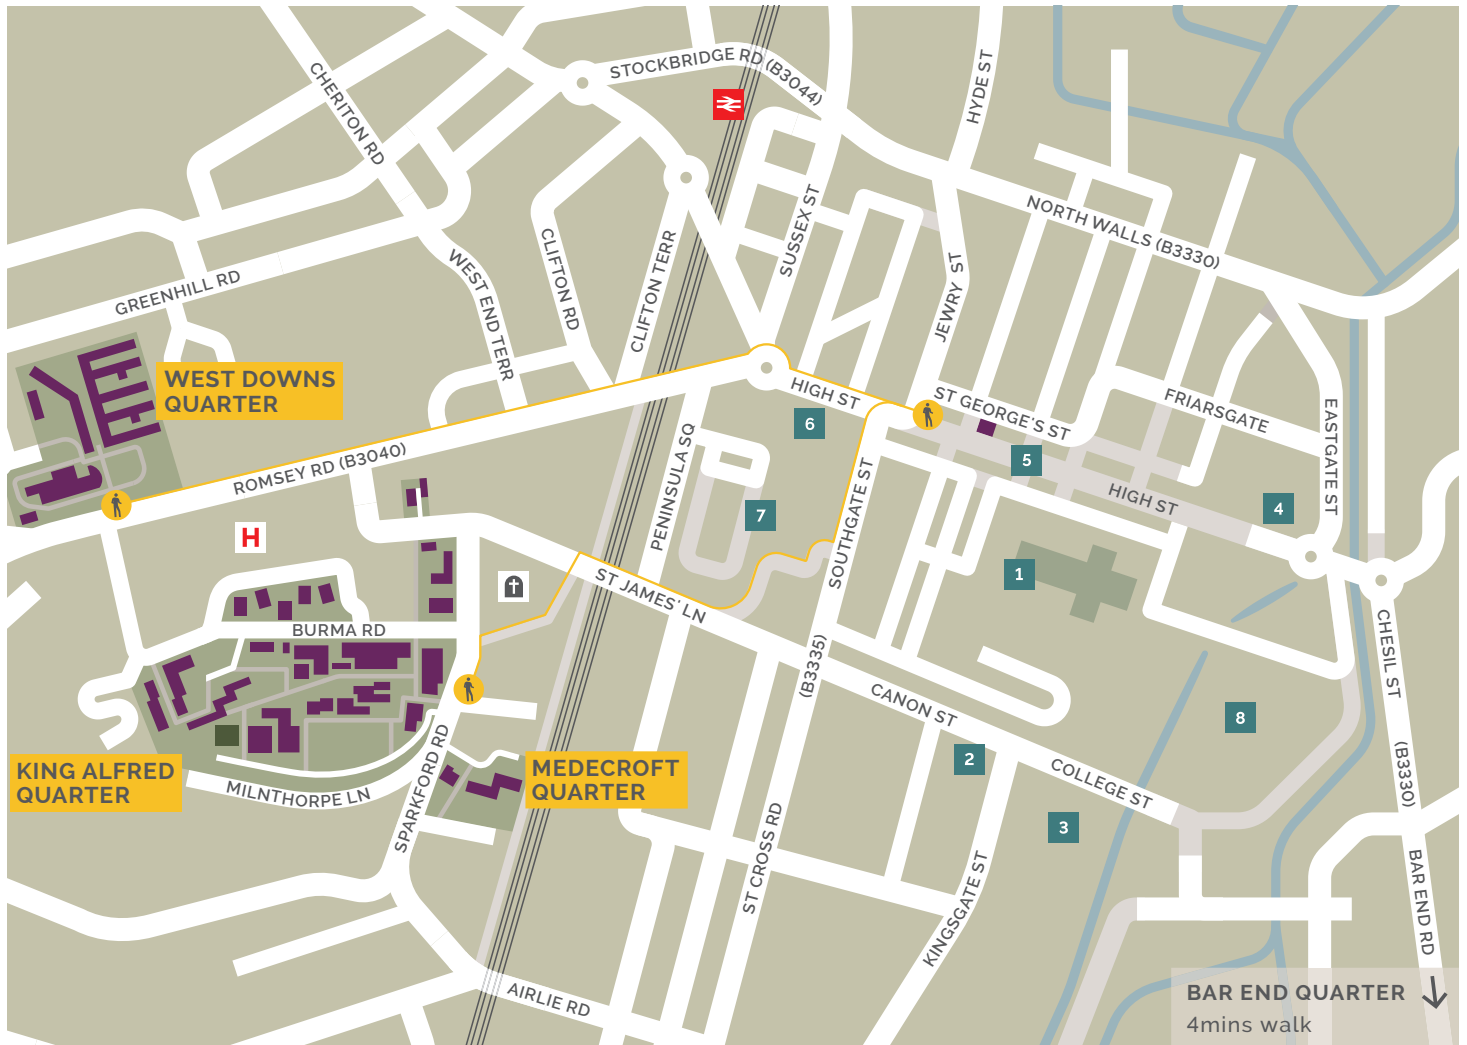 STOCKBRIDGE RD (B3044)
HYDE ST
CHERITON RD
SUSSEX ST
NORTH WALLS (B3330)
CLIFTON RD
CLIFTON TERR
WEST END TERR
GREENHILL RD
JEWRY ST
WEST DOWNS
QUARTER
HIGH ST
ST GEORGE'S ST
FRIARSGATE
EASTGATE ST
6
5
ROMSEY RD (B3040)
PENINSULA SQ
SOUTHGATE ST
HIGH ST
4
7
H
ST JAMES' LN
1
BURMA RD
(B3335)
CHESIL ST
CANON ST
8
2
COLLEGE ST
(B3330)
KING ALFRED
QUARTER
MILNTHORPE LN
SPARKFORD RD
MEDECROFT
QUARTER
3
ST CROSS RD
KINGSGATE ST
BAR END RD
AIRLIE RD
BAR END QUARTER
4mins walk